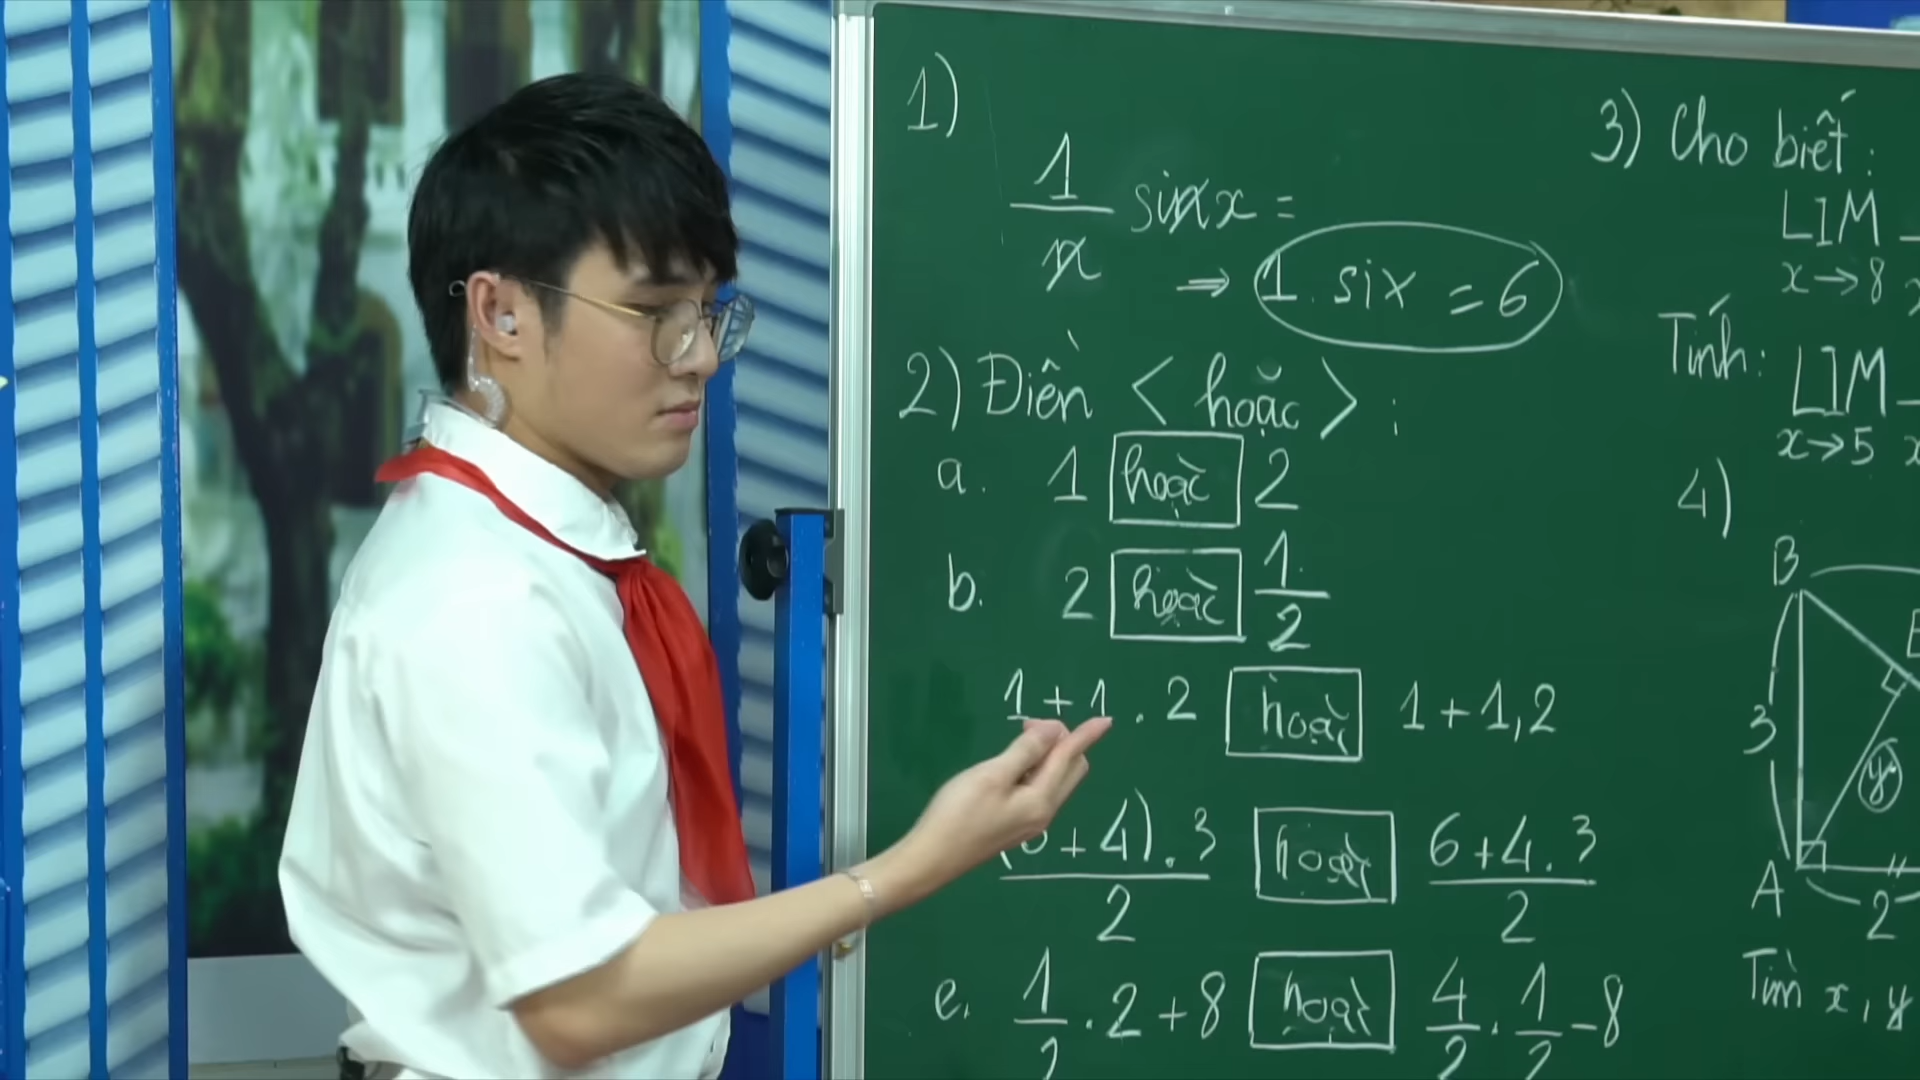 1)
1/n sinx =
⇒ 1. six = 6
2) Điền < hoặc > :
a. 1 hoặc 2
b. 2 hoặc 1/2
1 + 1 . 2 hoặc 1 + 1,2
+ 4) . 3 / 2 hoặc 6 + 4 . 3 / 2
e. 1/2 . 2 + 8 hoặc 4/2 . 1/2 - 8
3) Cho biết :
LIM
x → 8
Tính : LIM
x → 5
4)
B
3
y
A
2
Tìm x, y